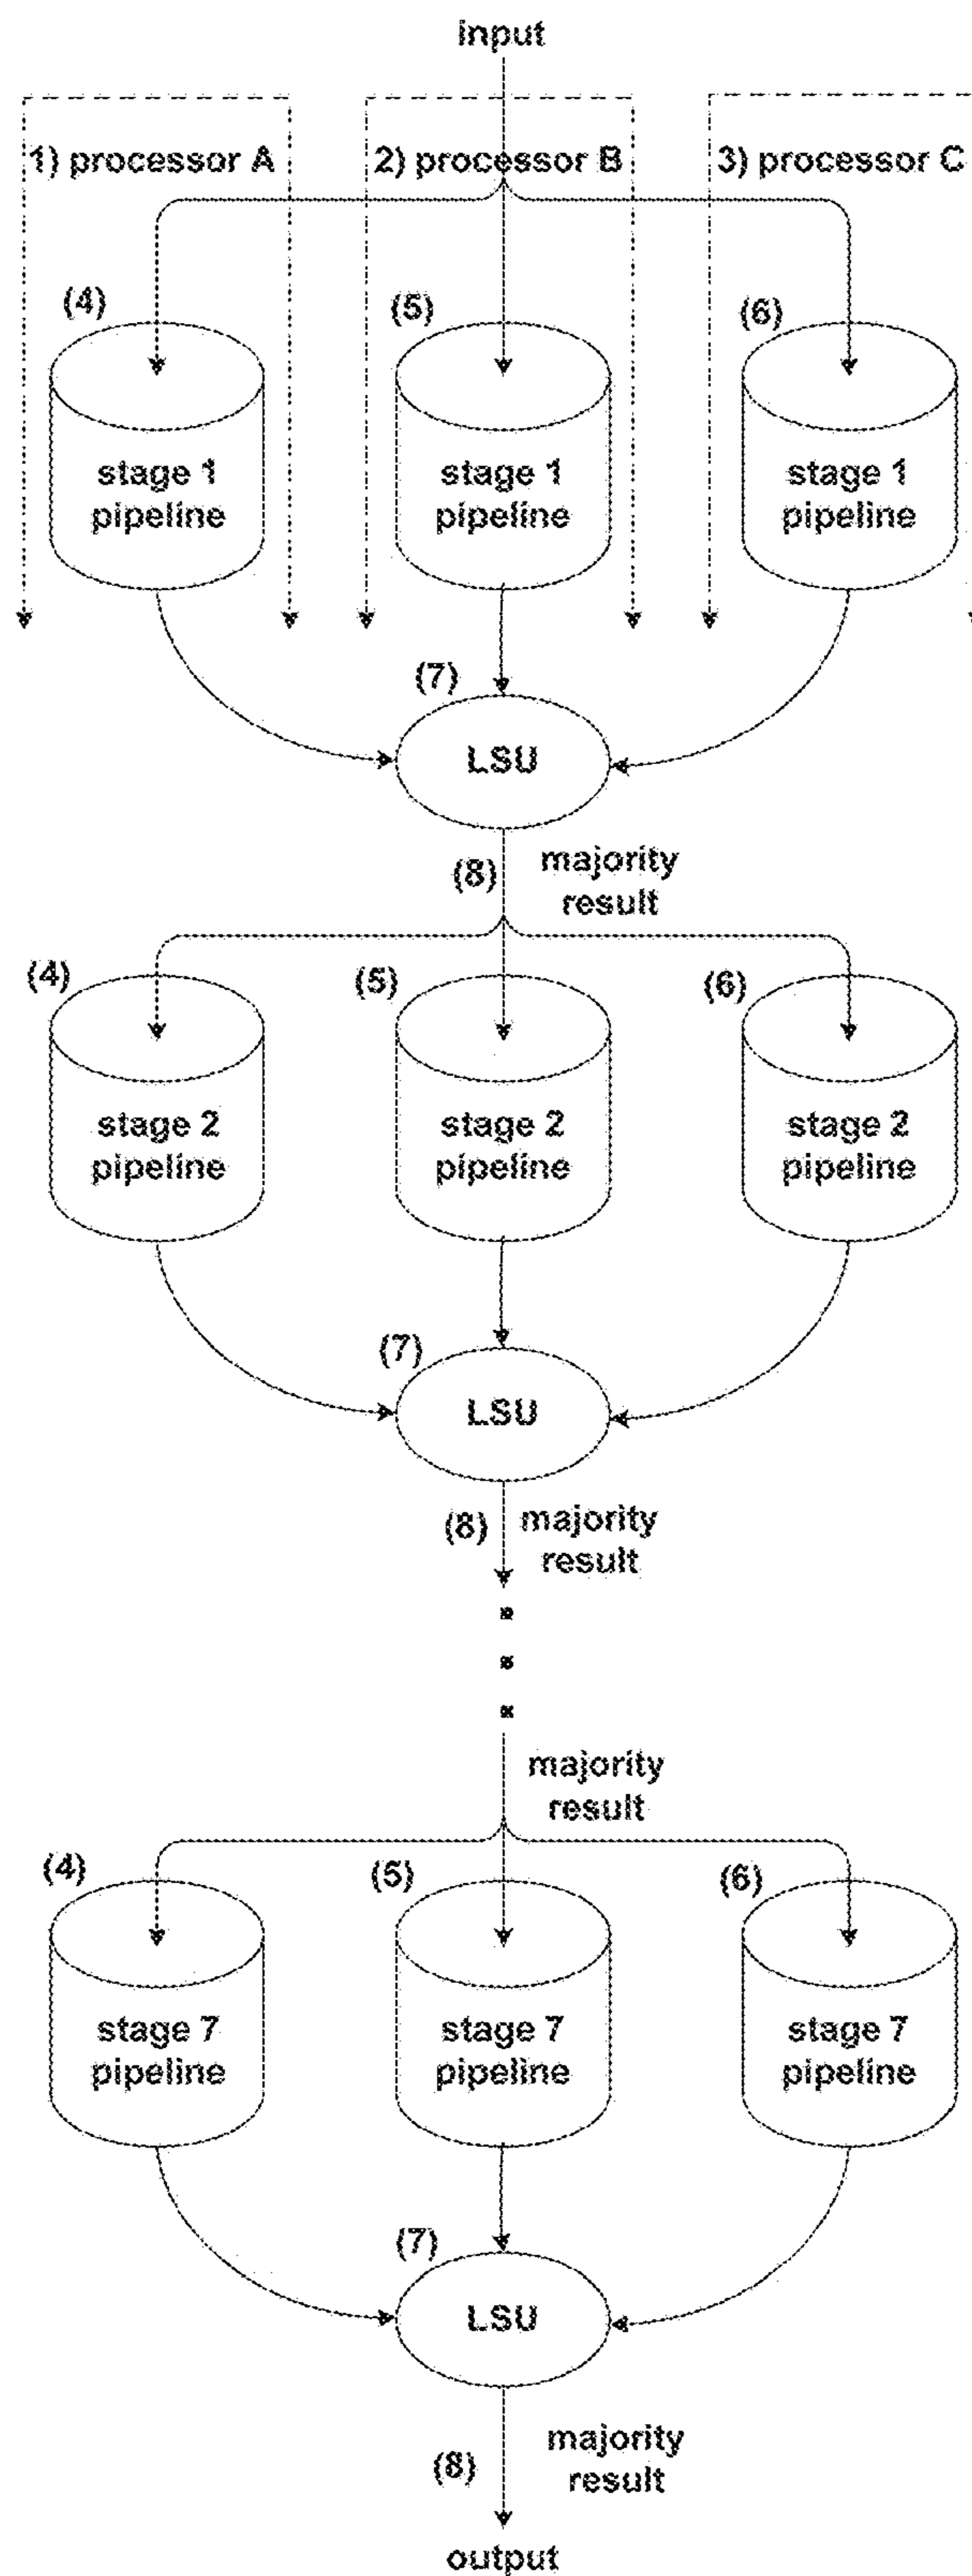 input
1) processor A
2) processor B
3) processor C
(4)
(5)
(6)
stage 1
pipeline
stage 1
pipeline
stage 1
pipeline
(7)
LSU
(8)
majority
result
(4)
(5)
(6)
stage 2
pipeline
stage 2
pipeline
stage 2
pipeline
(7)
LSU
(8)
majority
result
majority
result
(4)
(5)
(6)
stage 7
pipeline
stage 7
pipeline
stage 7
pipeline
(7)
LSU
(8)
majority
result
output